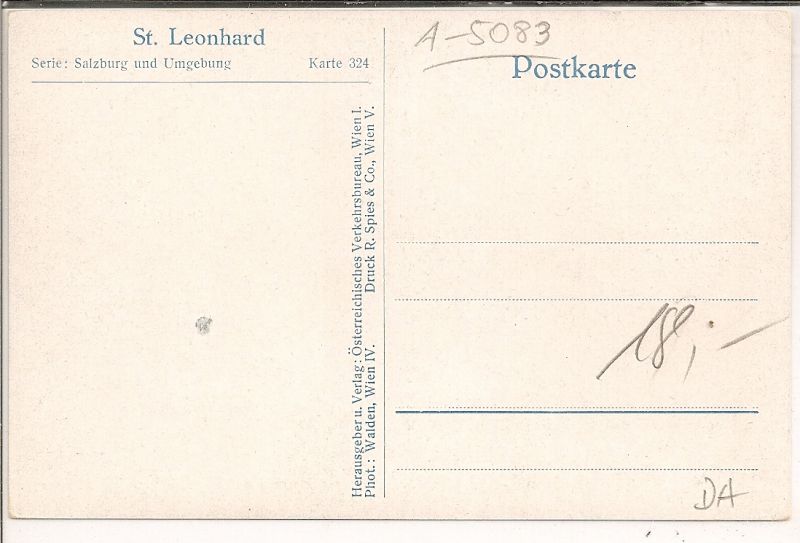 St. Leonhard
Serie: Salzburg und Umgebung Karte 324
A-5083
Postkarte
Herausgeber u. Verlag: Österreichisches Verkehrsbureau, Wien I.
Phot.: Walden, Wien IV. Druck R. Spies & Co., Wien V.
18,-
DA